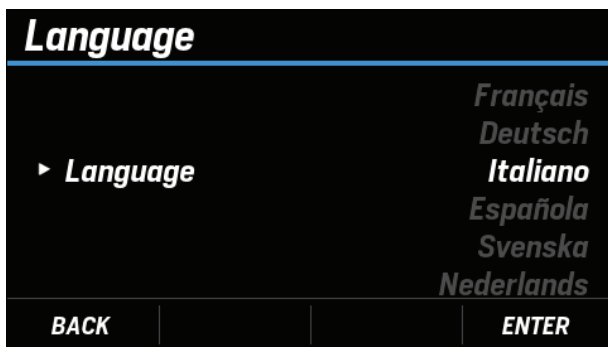 Language
Français
Deutsch
▸ Language Italiano
Española
Svenska
Nederlands
BACK ENTER